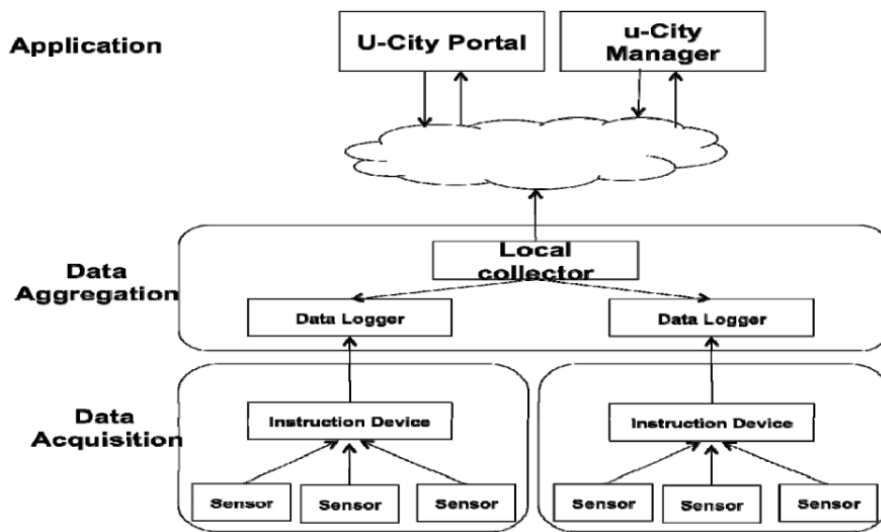 Application
U-City Portal
u-City
Manager
Local
collector
Data
Aggregation
Data Logger
Data Logger
Data
Acquisition
Instruction Device
Instruction Device
Sensor
Sensor
Sensor
Sensor
Sensor
Sensor